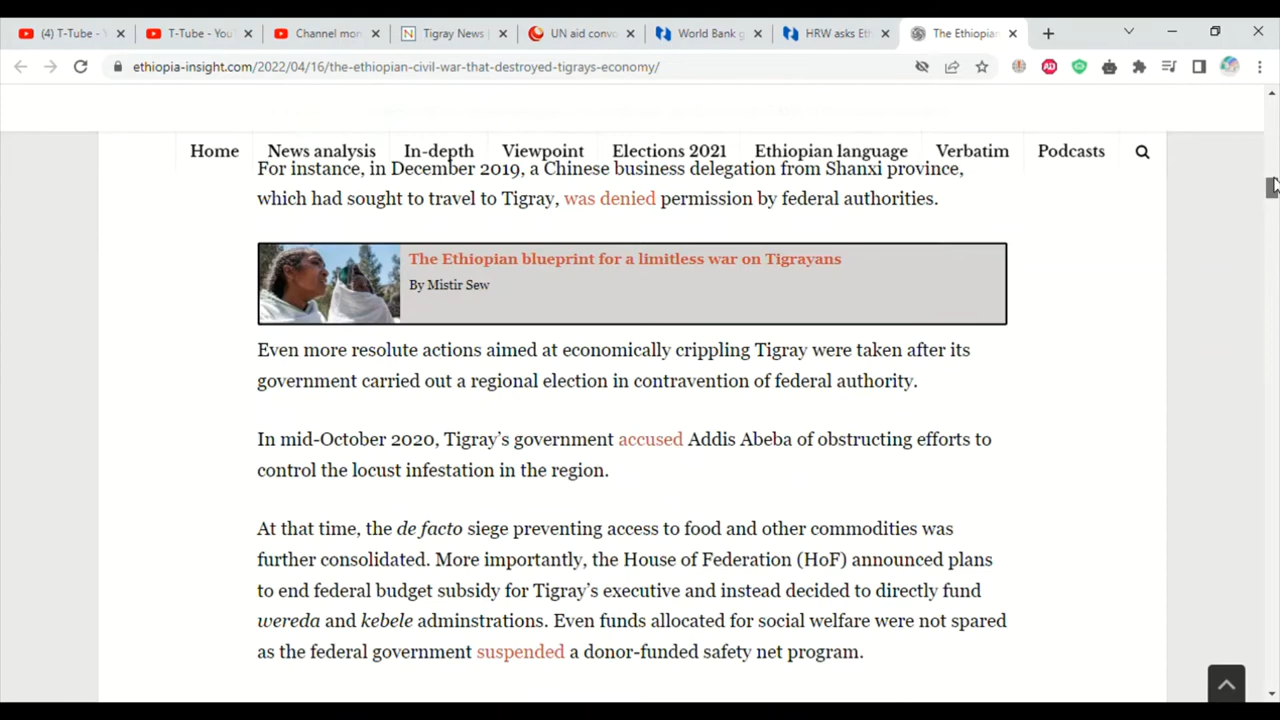 (4) T-Tube -
T-Tube - You
Channel mon
Tigray News |
UN aid convo
World Bank g
HRW asks Eth
The Ethiopian
ethiopia-insight.com/2022/04/16/the-ethiopian-civil-war-that-destroyed-tigrays-economy/
Home News analysis In-depth Viewpoint Elections 2021 Ethiopian language Verbatim Podcasts
For instance, in December 2019, a Chinese business delegation from Shanxi province,
which had sought to travel to Tigray, was denied permission by federal authorities.
The Ethiopian blueprint for a limitless war on Tigrayans
By Mistir Sew
Even more resolute actions aimed at economically crippling Tigray were taken after its
government carried out a regional election in contravention of federal authority.
In mid-October 2020, Tigray’s government accused Addis Abeba of obstructing efforts to
control the locust infestation in the region.
At that time, the de facto siege preventing access to food and other commodities was
further consolidated. More importantly, the House of Federation (HoF) announced plans
to end federal budget subsidy for Tigray’s executive and instead decided to directly fund
wereda and kebele adminstrations. Even funds allocated for social welfare were not spared
as the federal government suspended a donor-funded safety net program.